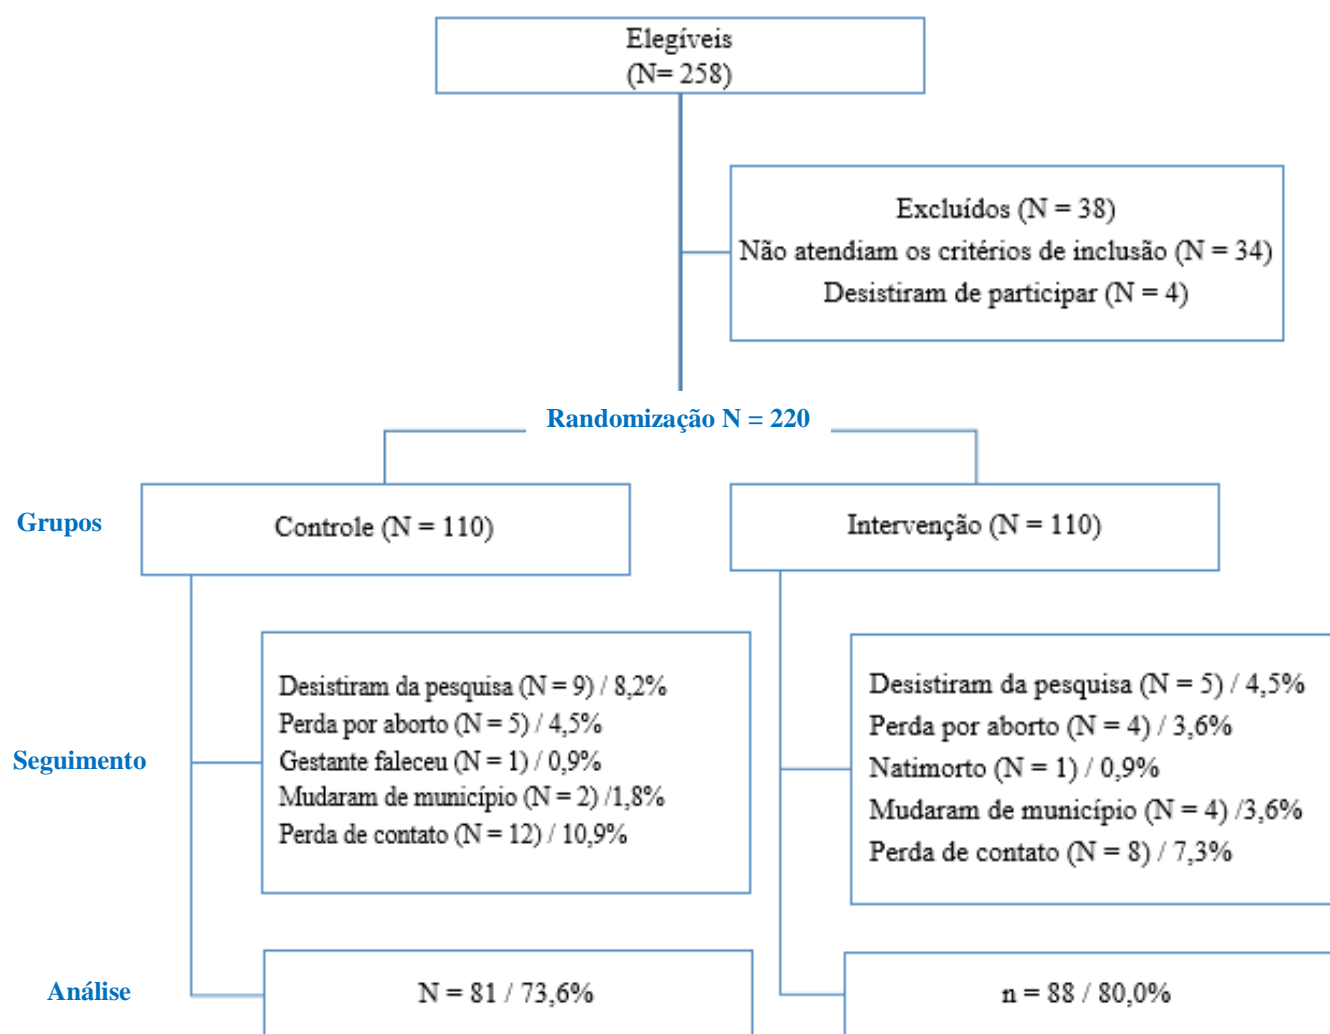 Elegíveis
(N= 258)
Excluídos (N = 38)
Não atendiam os critérios de inclusão (N = 34)
Desistiram de participar (N = 4)
Randomização N = 220
Grupos
Controle (N = 110)
Intervenção (N = 110)
Seguimento
Desistiram da pesquisa (N = 9) / 8,2%
Perda por aborto (N = 5) / 4,5%
Gestante faleceu (N = 1) / 0,9%
Mudaram de município (N = 2) /1,8%
Perda de contato (N = 12) / 10,9%
Desistiram da pesquisa (N = 5) / 4,5%
Perda por aborto (N = 4) / 3,6%
Natimorto (N = 1) / 0,9%
Mudaram de município (N = 4) /3,6%
Perda de contato (N = 8) / 7,3%
Análise
N = 81 / 73,6%
n = 88 / 80,0%